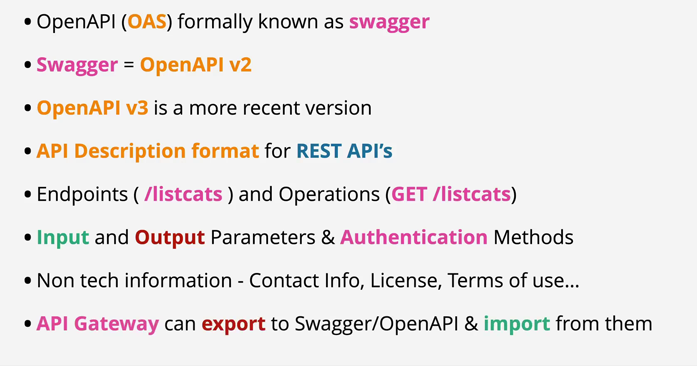 • OpenAPI (OAS) formally known as swagger
• Swagger = OpenAPI v2
• OpenAPI v3 is a more recent version
• API Description format for REST API's
• Endpoints ( /listcats ) and Operations (GET /listcats)
• Input and Output Parameters & Authentication Methods
• Non tech information - Contact Info, License, Terms of use...
• API Gateway can export to Swagger/OpenAPI & import from them